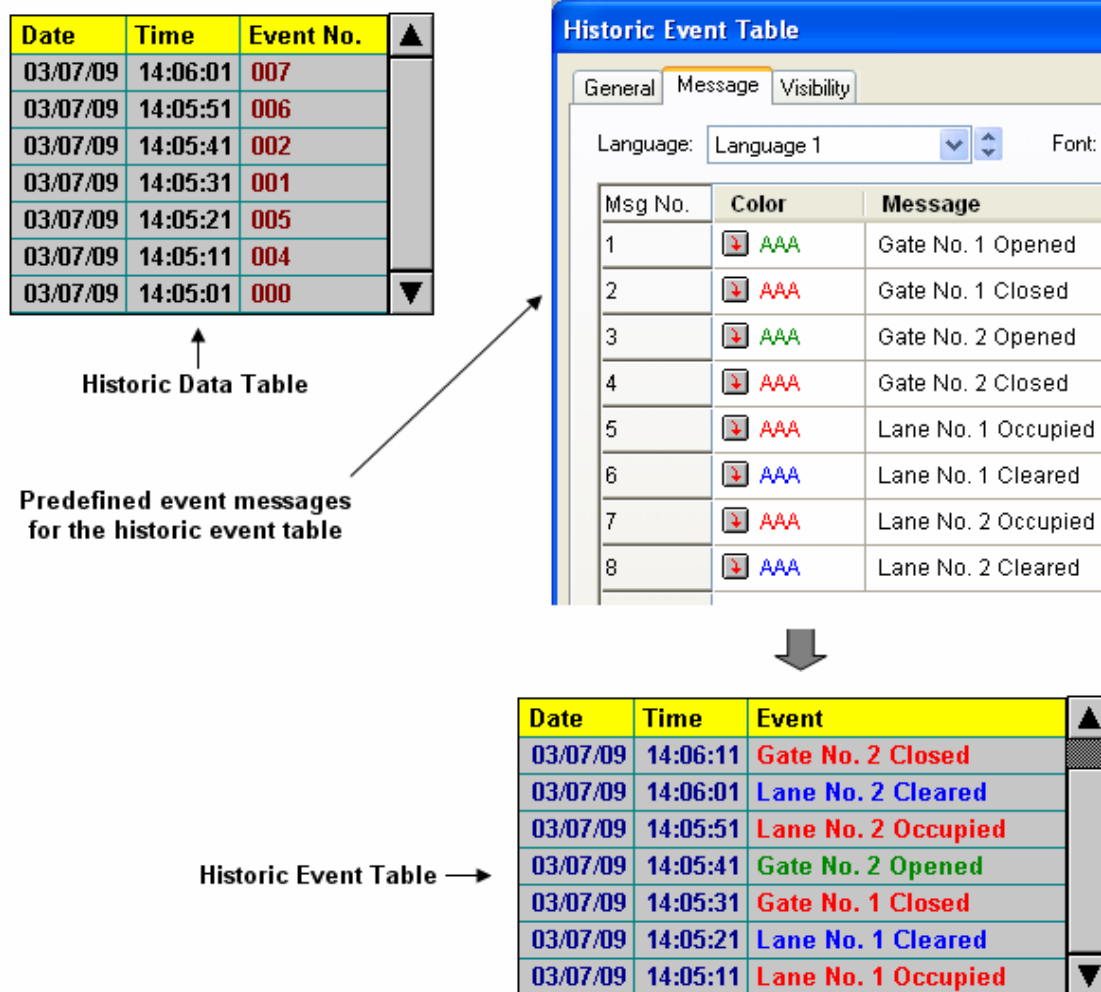 Date Time Event No.
03/07/09 14:06:01 007
03/07/09 14:05:51 006
03/07/09 14:05:41 002
03/07/09 14:05:31 001
03/07/09 14:05:21 005
03/07/09 14:05:11 004
03/07/09 14:05:01 000
Historic Data Table
Predefined event messages
for the historic event table
Historic Event Table
General Message Visibility
Language: Language 1 Font:
Msg No. Color Message
1 AAA Gate No. 1 Opened
2 AAA Gate No. 1 Closed
3 AAA Gate No. 2 Opened
4 AAA Gate No. 2 Closed
5 AAA Lane No. 1 Occupied
6 AAA Lane No. 1 Cleared
7 AAA Lane No. 2 Occupied
8 AAA Lane No. 2 Cleared
Historic Event Table
Date Time Event
03/07/09 14:06:11 Gate No. 2 Closed
03/07/09 14:06:01 Lane No. 2 Cleared
03/07/09 14:05:51 Lane No. 2 Occupied
03/07/09 14:05:41 Gate No. 2 Opened
03/07/09 14:05:31 Gate No. 1 Closed
03/07/09 14:05:21 Lane No. 1 Cleared
03/07/09 14:05:11 Lane No. 1 Occupied